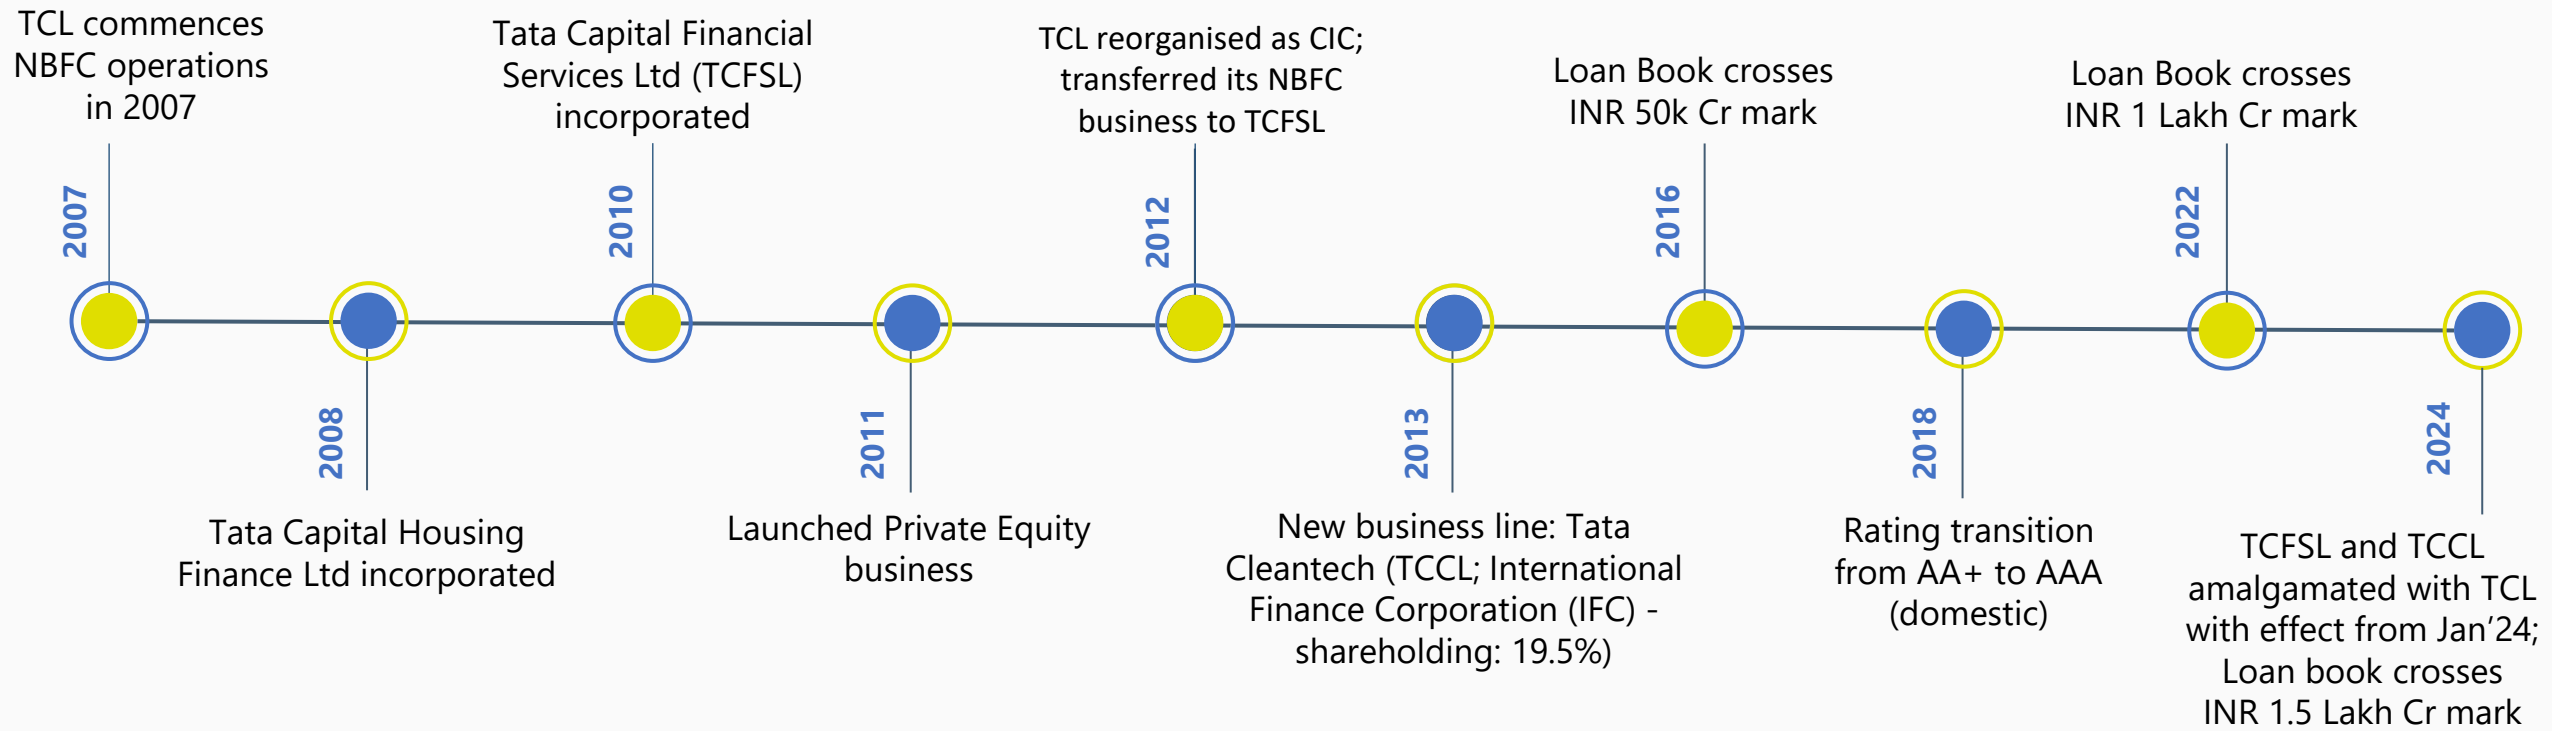 TCL commences
NBFC operations
in 2007
2007
Tata Capital Housing
Finance Ltd incorporated
2008
Tata Capital Financial
Services Ltd (TCFSL)
incorporated
2010
Launched Private Equity
business
2011
TCL reorganised as CIC;
transferred its NBFC
business to TCFSL
2012
New business line: Tata
Cleantech (TCCL; International
Finance Corporation (IFC) -
shareholding: 19.5%)
2013
Loan Book crosses
INR 50k Cr mark
2016
Rating transition
from AA+ to AAA
(domestic)
2018
Loan Book crosses
INR 1 Lakh Cr mark
2022
TCFSL and TCCL
amalgamated with TCL
with effect from Jan’24;
Loan book crosses
INR 1.5 Lakh Cr mark
2024